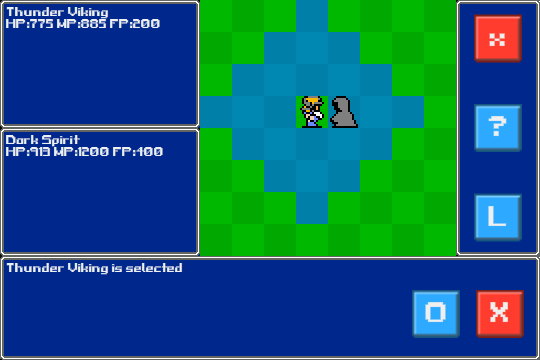 Thunder Viking
HP:775 MP:885 FP:200
Dark Spirit
HP:913 MP:1200 FP:400
?
L
Thunder Viking is selected
O X